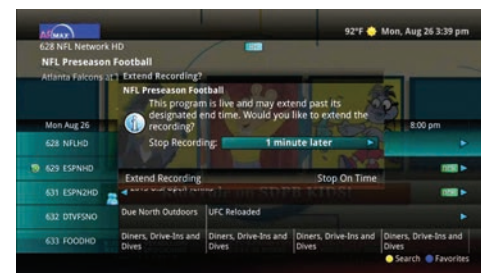 92°F Mon, Aug 26 3:39 pm
628 NFL Network HD
NFL Preseason Football
Atlanta Falcons at
Extend Recording?
NFL Preseason Football
This program is live and may extend past its
designated end time. Would you like to extend the
recording?
Stop Recording: 1 minute later
Extend Recording Stop On Time
Mon Aug 26 8:00 pm
628 NFLHD
629 ESPNHD
631 ESPN2HD
632 DTVFSNO Due North Outdoors UFC Reloaded
633 FOODHD Diners, Drive-Ins and Dives Diners, Drive-Ins and Dives Diners, Drive-Ins and Dives Diners, Drive-Ins and Dives
Search Favorites